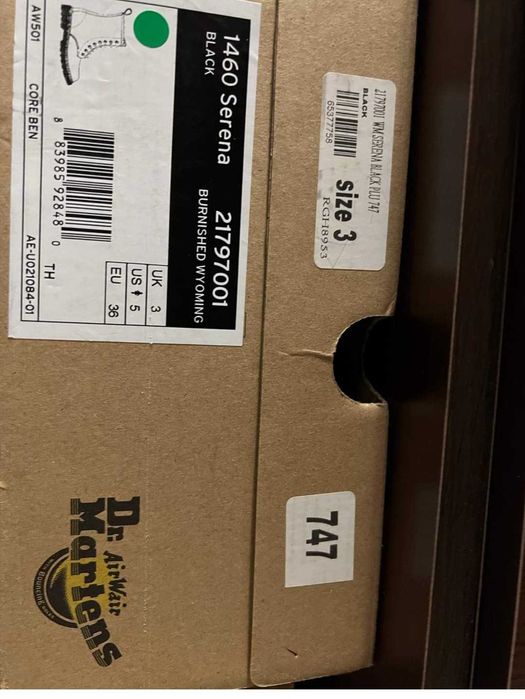 1460 Serena 21797001
BLACK BURNISHED WYOMING
UK 3
US 5
EU 36
8 83985 92848 0 TH
AW501 CORE BEN AE-U021084-01
21797001 WM SERENA BLACK PLU 747
BLACK
65377758
size 3
RGH8953
747
Dr. AirWair
Martens
WITH BOUNCING SOLES